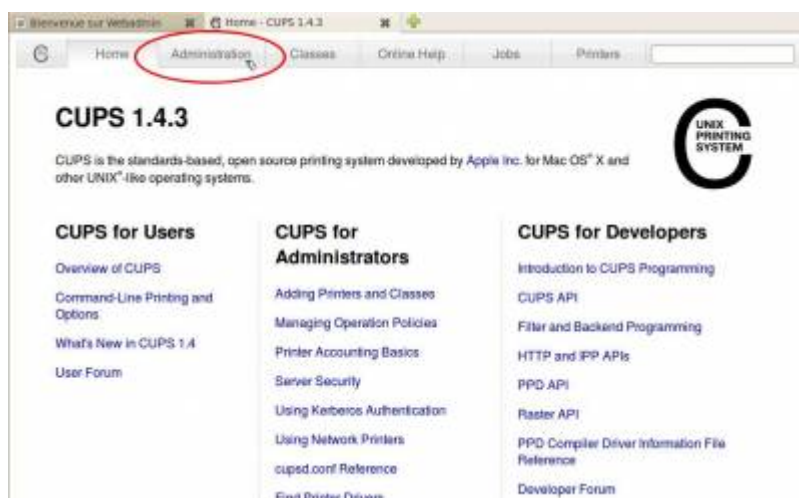 Bienvenue sur Webadmin
Home - CUPS 1.4.3
Home Administration Classes Online Help Jobs Printers
CUPS 1.4.3
UNIX
PRINTING
SYSTEM
CUPS is the standards-based, open source printing system developed by Apple Inc. for Mac OS® X and
other UNIX®-like operating systems.
CUPS for Users
Overview of CUPS
Command-Line Printing and
Options
What's New in CUPS 1.4
User Forum
CUPS for
Administrators
Adding Printers and Classes
Managing Operation Policies
Printer Accounting Basics
Server Security
Using Kerberos Authentication
Using Network Printers
cupsd.conf Reference
Find Printer Drivers
CUPS for Developers
Introduction to CUPS Programming
CUPS API
Filter and Backend Programming
HTTP and IPP APIs
PPD API
Raster API
PPD Compiler Driver Information File
Reference
Developer Forum